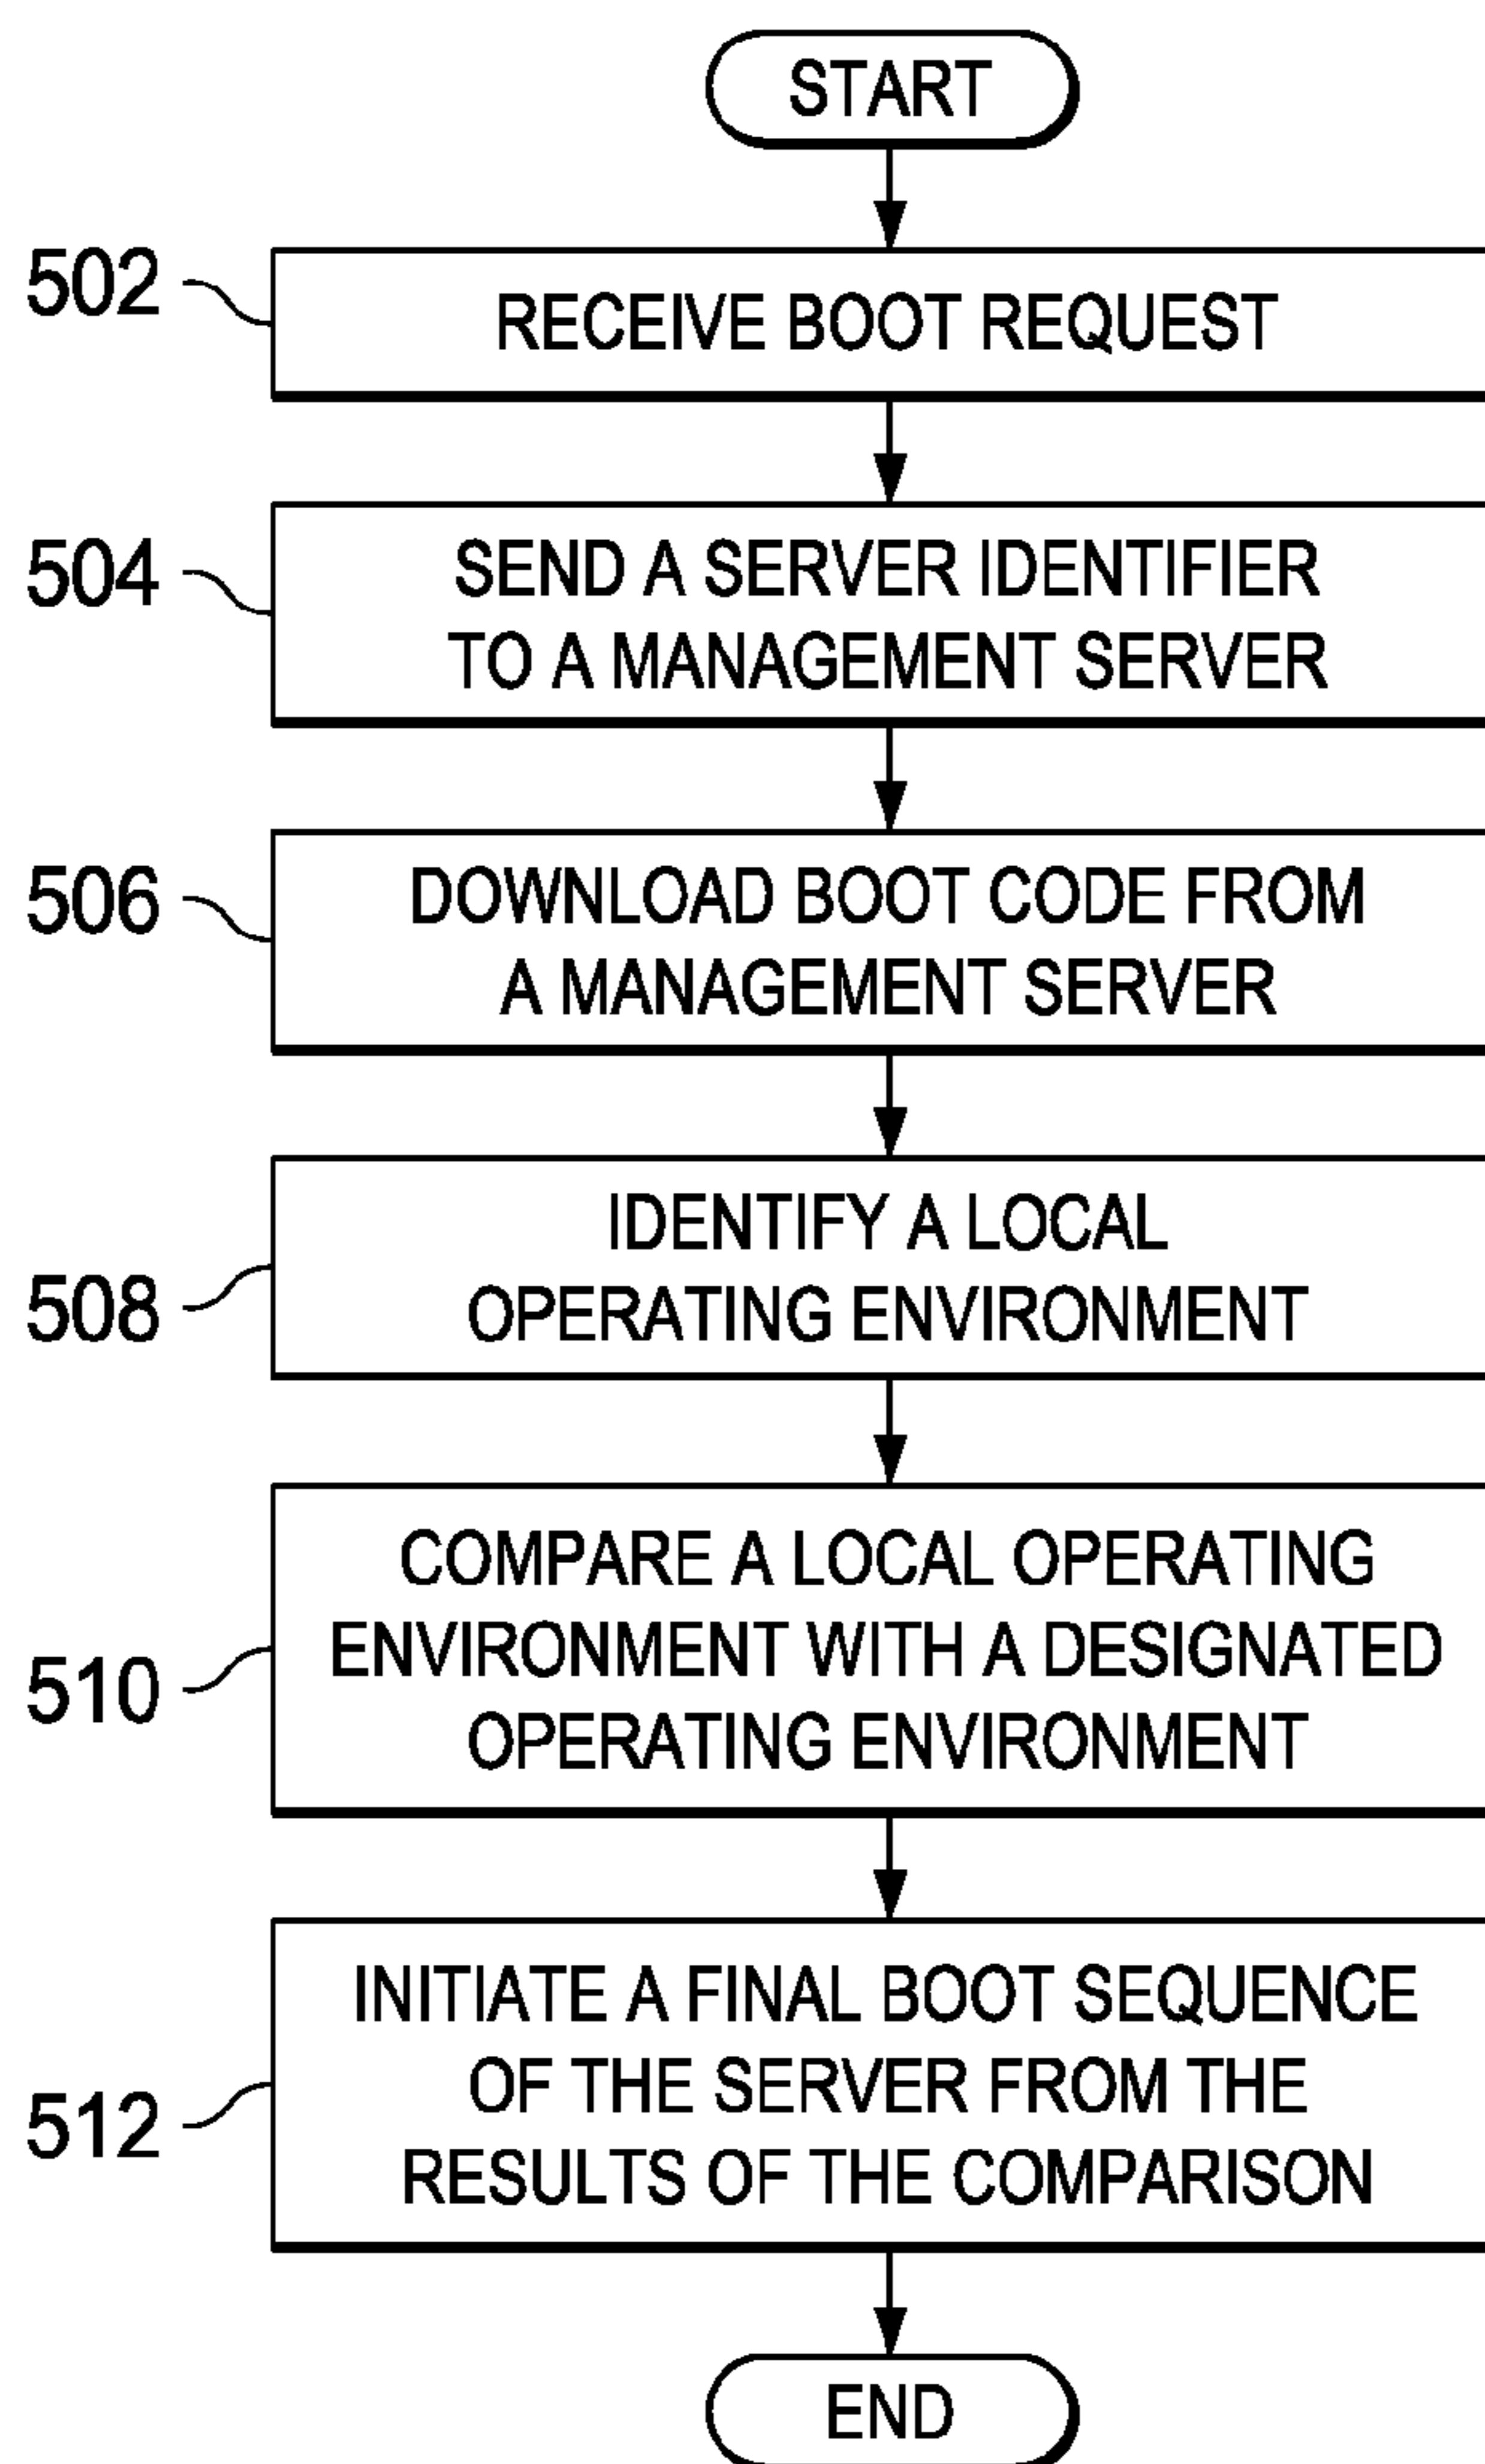 START
502
RECEIVE BOOT REQUEST
504
SEND A SERVER IDENTIFIER
TO A MANAGEMENT SERVER
506
DOWNLOAD BOOT CODE FROM
A MANAGEMENT SERVER
508
IDENTIFY A LOCAL
OPERATING ENVIRONMENT
510
COMPARE A LOCAL OPERATING
ENVIRONMENT WITH A DESIGNATED
OPERATING ENVIRONMENT
512
INITIATE A FINAL BOOT SEQUENCE
OF THE SERVER FROM THE
RESULTS OF THE COMPARISON
END